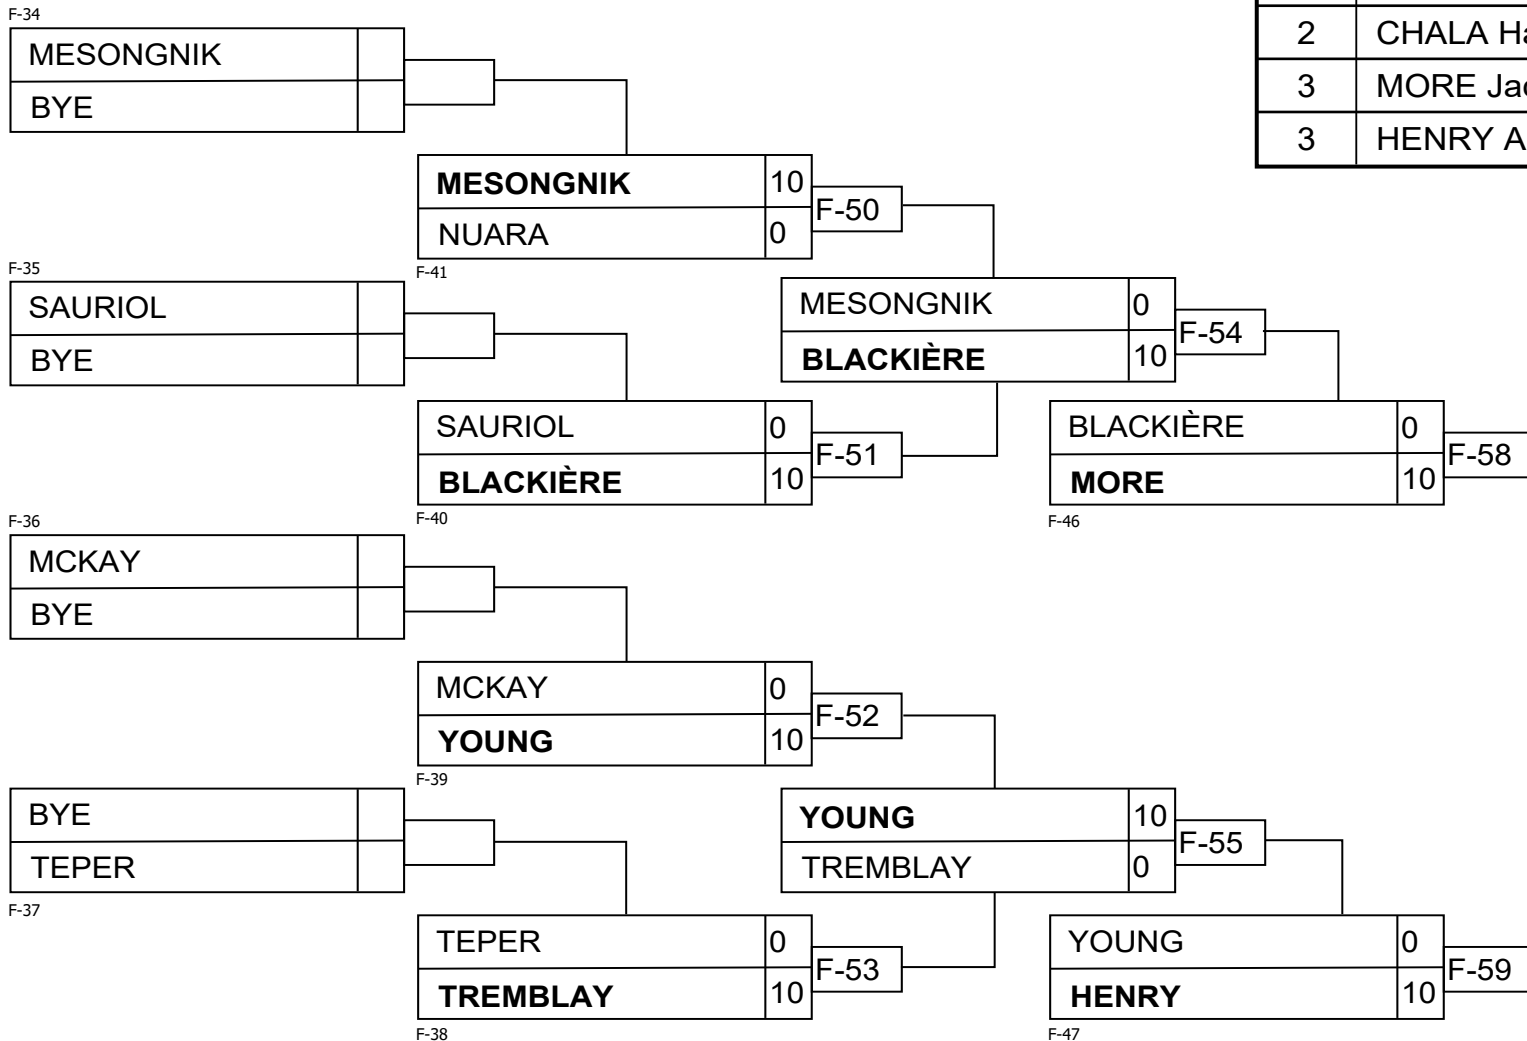 F-34
MESONGNIK
BYE
2 CHALA Ha
3 MORE Jac
3 HENRY A
MESONGNIK 10
NUARA 0
F-50
F-41
F-35
SAURIOL
BYE
MESONGNIK 0
BLACKIÈRE 10
F-54
SAURIOL 0
BLACKIÈRE 10
F-51
F-40
BLACKIÈRE 0
MORE 10
F-58
F-46
F-36
MCKAY
BYE
MCKAY 0
YOUNG 10
F-52
F-39
BYE
TEPER
F-37
YOUNG 10
TREMBLAY 0
F-55
TEPER 0
TREMBLAY 10
F-53
F-38
YOUNG 0
HENRY 10
F-59
F-47